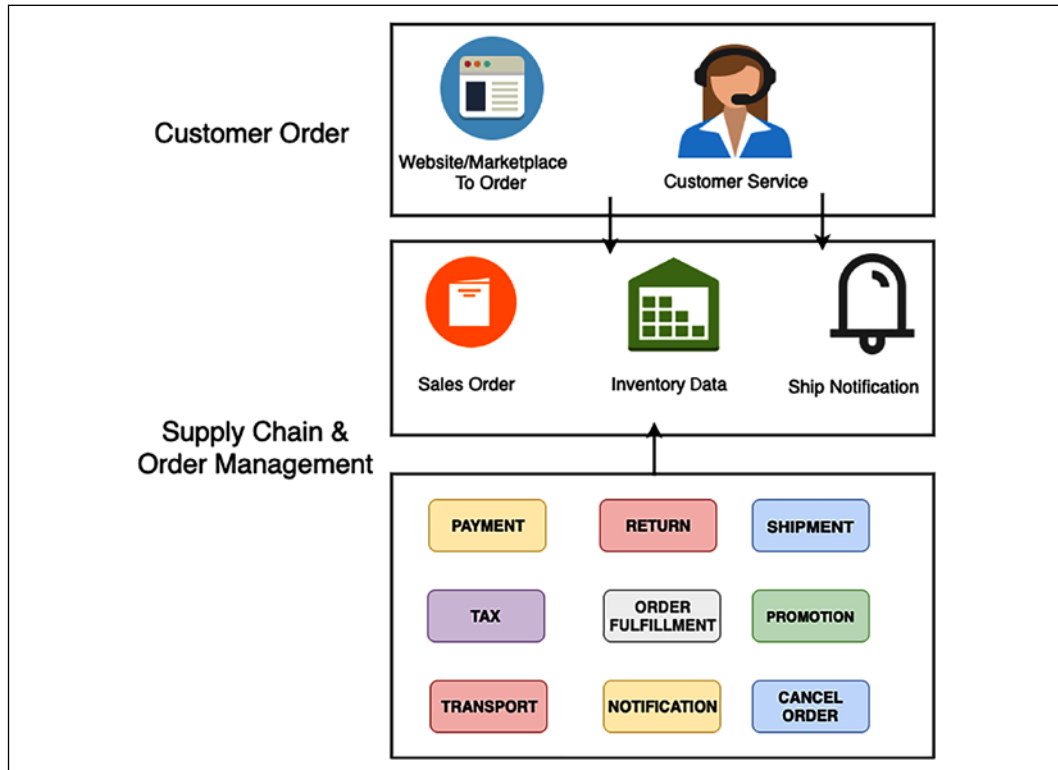 Customer Order
Website/Marketplace
To Order
Customer Service
Sales Order
Inventory Data
Ship Notification
Supply Chain &
Order Management
PAYMENT
RETURN
SHIPMENT
TAX
ORDER
FULFILLMENT
PROMOTION
TRANSPORT
NOTIFICATION
CANCEL
ORDER